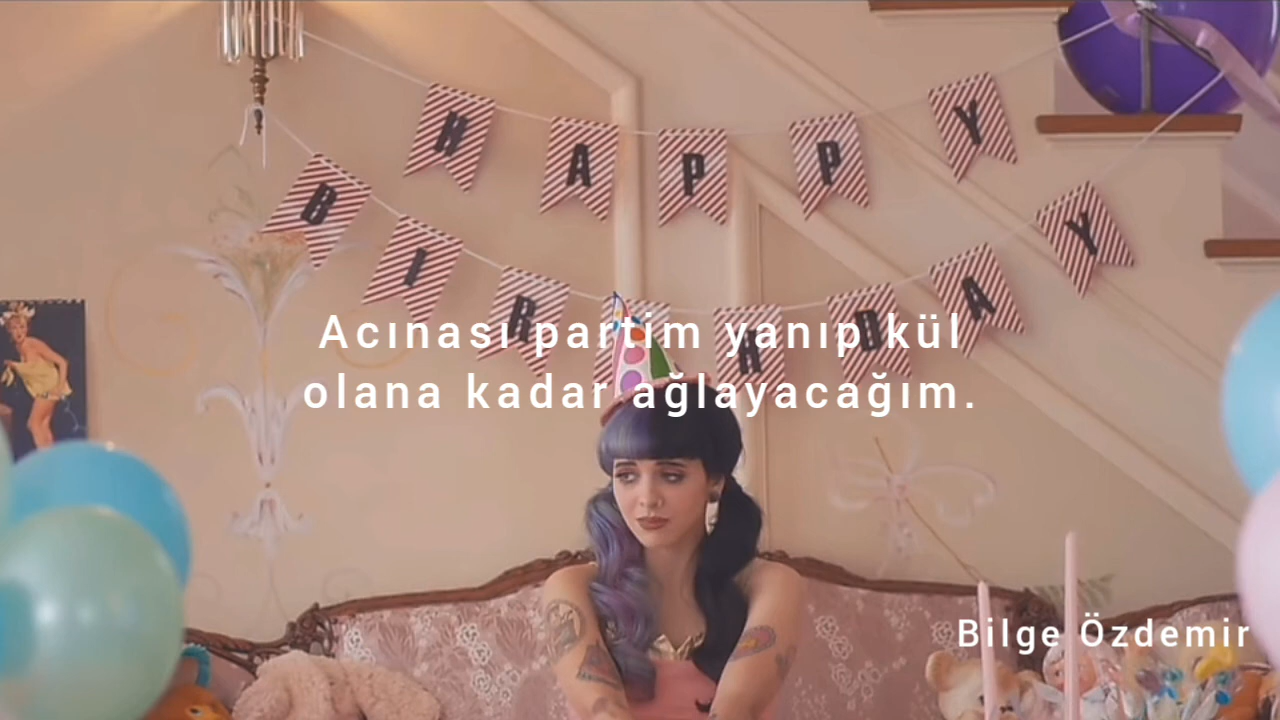 HAPPY
BIRTHDAY
Acınası partim yanıp kül
olana kadar ağlayacağım.
Bilge Özdemir